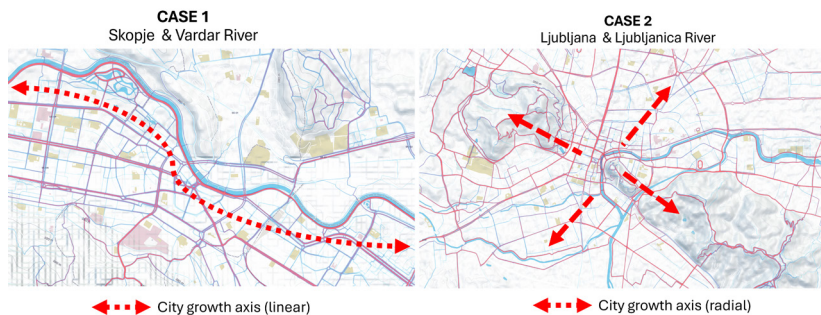 CASE 1
Skopje & Vardar River
CASE 2
Ljubljana & Ljubljanica River
City growth axis (linear)
City growth axis (radial)